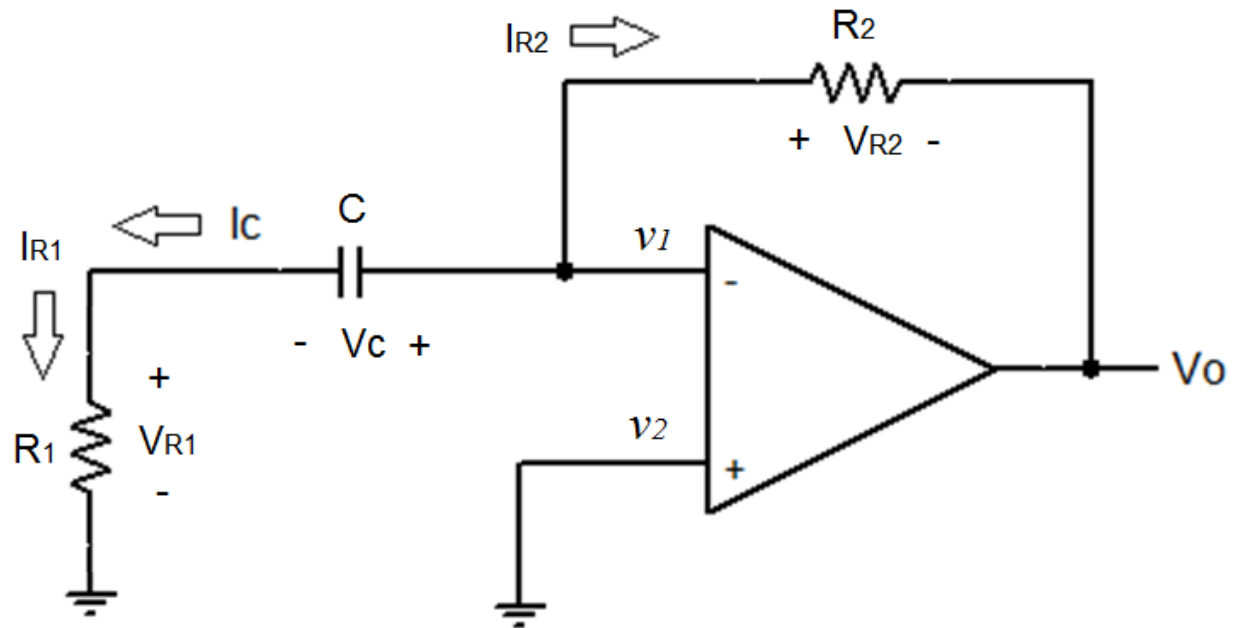 IR2
R2
+ VR2 -
C
Ic
IR1
v1
-
- Vc +
+
Vo
v2
R1
VR1
+
-